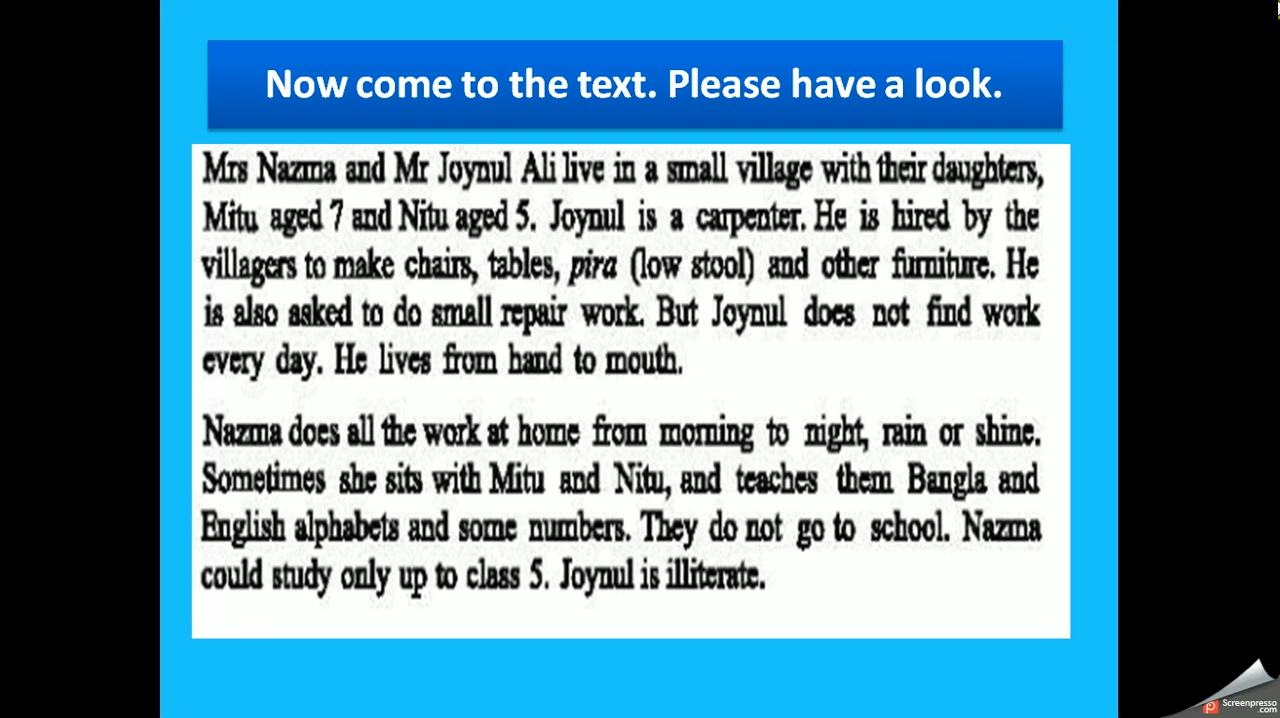 Now come to the text. Please have a look.
Mrs Nazma and Mr Joynul Ali live in a small village with their daughters,
Mitu aged 7 and Nitu aged 5. Joynul is a carpenter. He is hired by the
villagers to make chairs, tables, pira (low stool) and other furniture. He
is also asked to do small repair work. But Joynul does not find work
every day. He lives from hand to mouth.
Nazma does all the work at home from morning to night, rain or shine.
Sometimes she sits with Mitu and Nitu, and teaches them Bangla and
English alphabets and some numbers. They do not go to school. Nazma
could study only up to class 5. Joynul is illiterate.
Screenpresso
.com